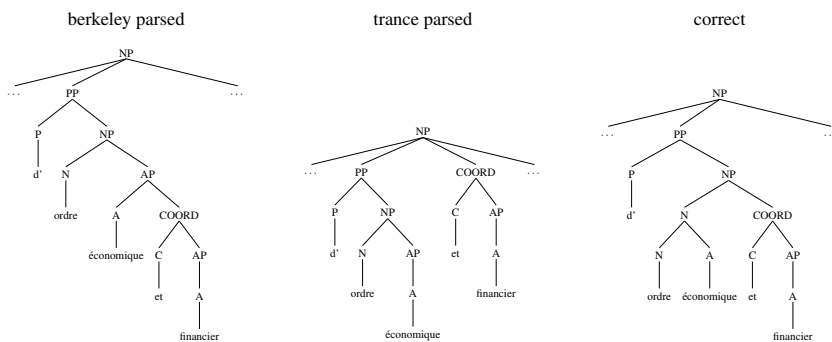 berkeley parsed
NP
... ...
PP
P NP
d' N AP
ordre A COORD
économique C AP
et A
financier
trance parsed
NP
... PP COORD ...
P NP C AP
d' N AP et A
ordre A financier
économique
correct
NP
... ...
PP
P NP
d' N COORD
N A C AP
ordre économique et A
financier